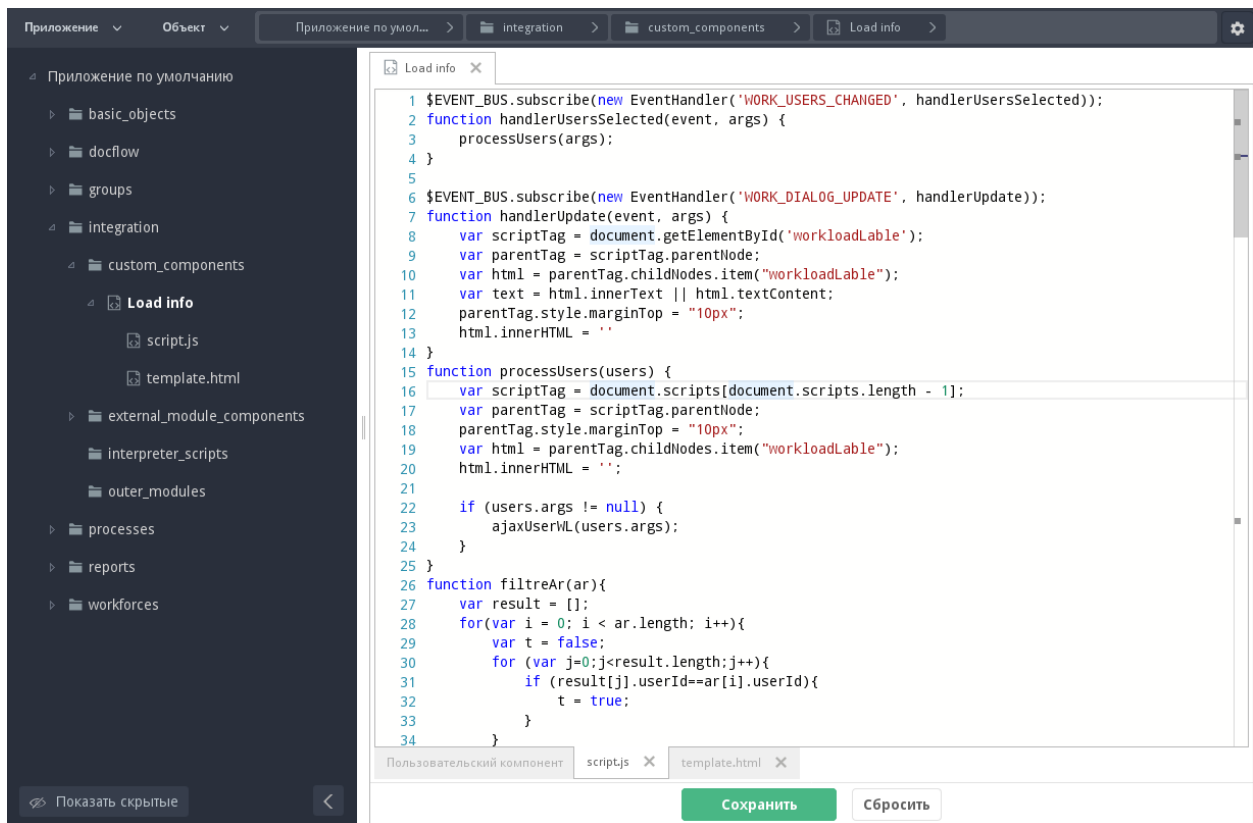 Приложение Объект Приложение по умол... integration custom_components Load info
Приложение по умолчанию
basic_objects
docflow
groups
integration
custom_components
Load info
script.js
template.html
external_module_components
interpreter_scripts
outer_modules
processes
reports
workforces
Показать скрытые
Load info
1 $EVENT_BUS.subscribe(new EventHandler('WORK_USERS_CHANGED', handlerUsersSelected));
2 function handlerUsersSelected(event, args) {
3     processUsers(args);
4 }
5
6 $EVENT_BUS.subscribe(new EventHandler('WORK_DIALOG_UPDATE', handlerUpdate));
7 function handlerUpdate(event, args) {
8     var scriptTag = document.getElementById('workloadLable');
9     var parentTag = scriptTag.parentNode;
10     var html = parentTag.childNodes.item("workloadLable");
11     var text = html.innerText || html.textContent;
12     parentTag.style.marginTop = "10px";
13     html.innerHTML = ''
14 }
15 function processUsers(users) {
16     var scriptTag = document.scripts[document.scripts.length - 1];
17     var parentTag = scriptTag.parentNode;
18     parentTag.style.marginTop = "10px";
19     var html = parentTag.childNodes.item("workloadLable");
20     html.innerHTML = '';
21
22     if (users.args != null) {
23         ajaxUserWL(users.args);
24     }
25 }
26 function filtreAr(ar){
27     var result = [];
28     for(var i = 0; i < ar.length; i++){
29         var t = false;
30         for (var j=0;j<result.length;j++){
31             if (result[j].userId==ar[i].userId){
32                 t = true;
33             }
34         }
Пользовательский компонент script.js template.html
Сохранить Сбросить